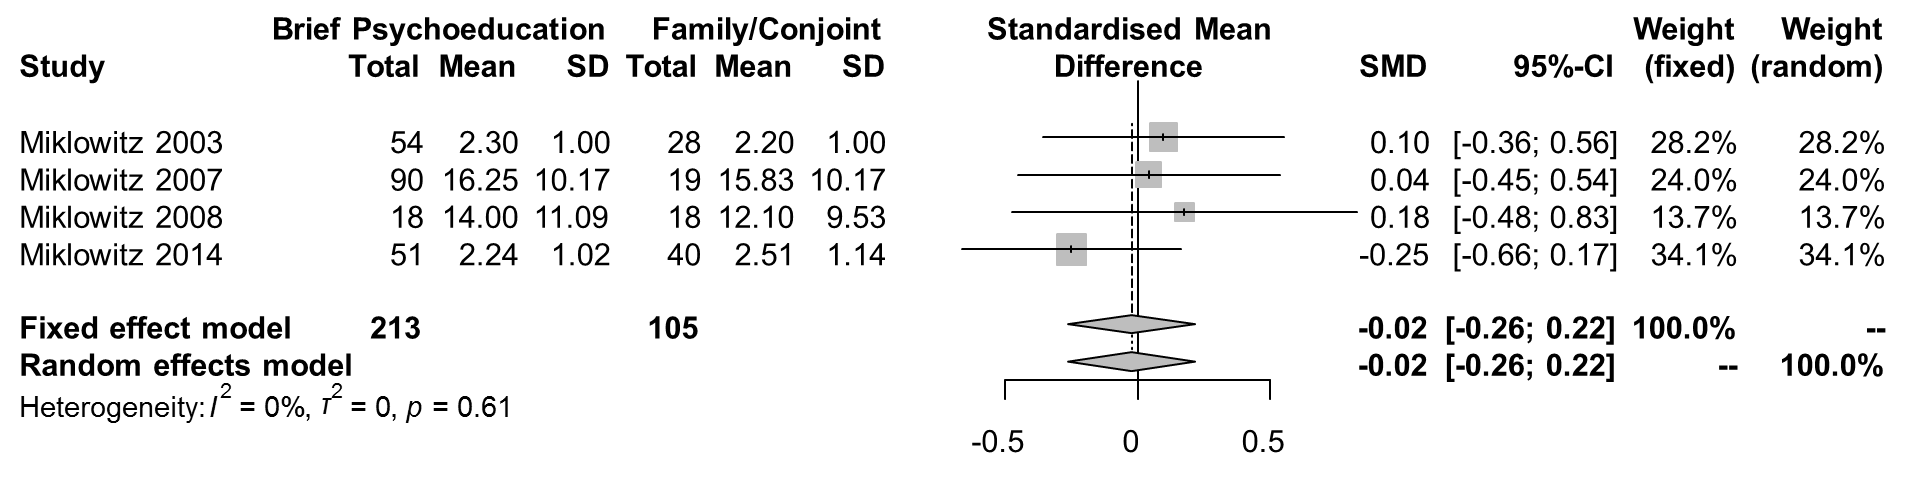 Brief Psychoeducation Family/Conjoint Standardised Mean Weight Weight
Study Total Mean SD Total Mean SD Difference SMD 95%-CI (fixed) (random)
Miklowitz 2003 54 2.30 1.00 28 2.20 1.00 0.10 [-0.36; 0.56] 28.2% 28.2%
Miklowitz 2007 90 16.25 10.17 19 15.83 10.17 0.04 [-0.45; 0.54] 24.0% 24.0%
Miklowitz 2008 18 14.00 11.09 18 12.10 9.53 0.18 [-0.48; 0.83] 13.7% 13.7%
Miklowitz 2014 51 2.24 1.02 40 2.51 1.14 -0.25 [-0.66; 0.17] 34.1% 34.1%
Fixed effect model 213 105 -0.02 [-0.26; 0.22] 100.0% --
Random effects model -0.02 [-0.26; 0.22] -- 100.0%
Heterogeneity: I² = 0%, τ² = 0, p = 0.61
-0.5 0 0.5